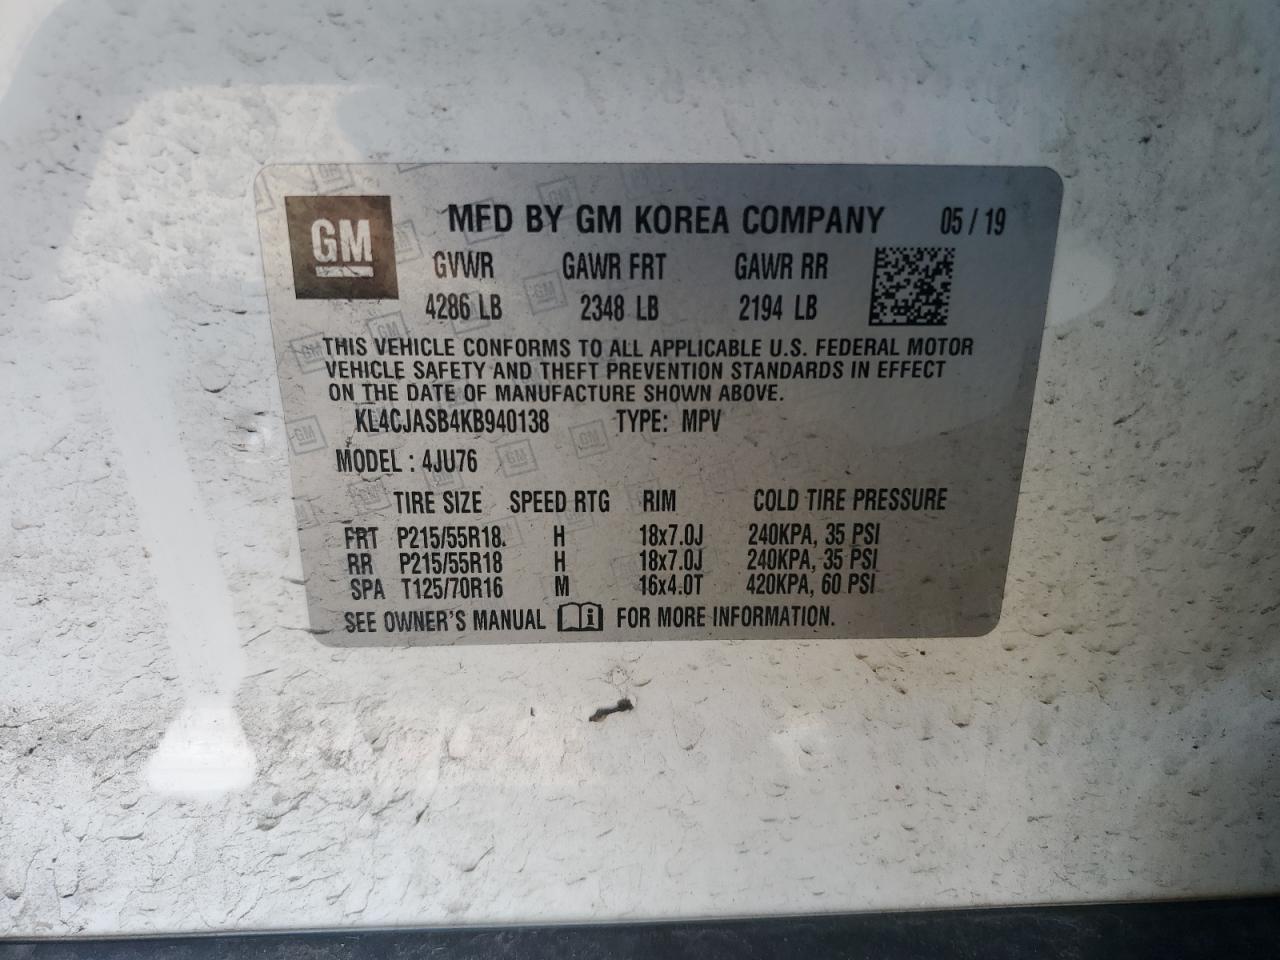 GM
MFD BY GM KOREA COMPANY 05 / 19
GVWR GAWR FRT GAWR RR
4286 LB 2348 LB 2194 LB
THIS VEHICLE CONFORMS TO ALL APPLICABLE U.S. FEDERAL MOTOR
VEHICLE SAFETY AND THEFT PREVENTION STANDARDS IN EFFECT
ON THE DATE OF MANUFACTURE SHOWN ABOVE.
KL4CJASB4KB940138 TYPE: MPV
MODEL : 4JU76
TIRE SIZE SPEED RTG RIM COLD TIRE PRESSURE
FRT P215/55R18. H 18x7.0J 240KPA, 35 PSI
RR P215/55R18 H 18x7.0J 240KPA, 35 PSI
SPA T125/70R16 M 16x4.0T 420KPA, 60 PSI
SEE OWNER'S MANUAL i FOR MORE INFORMATION.